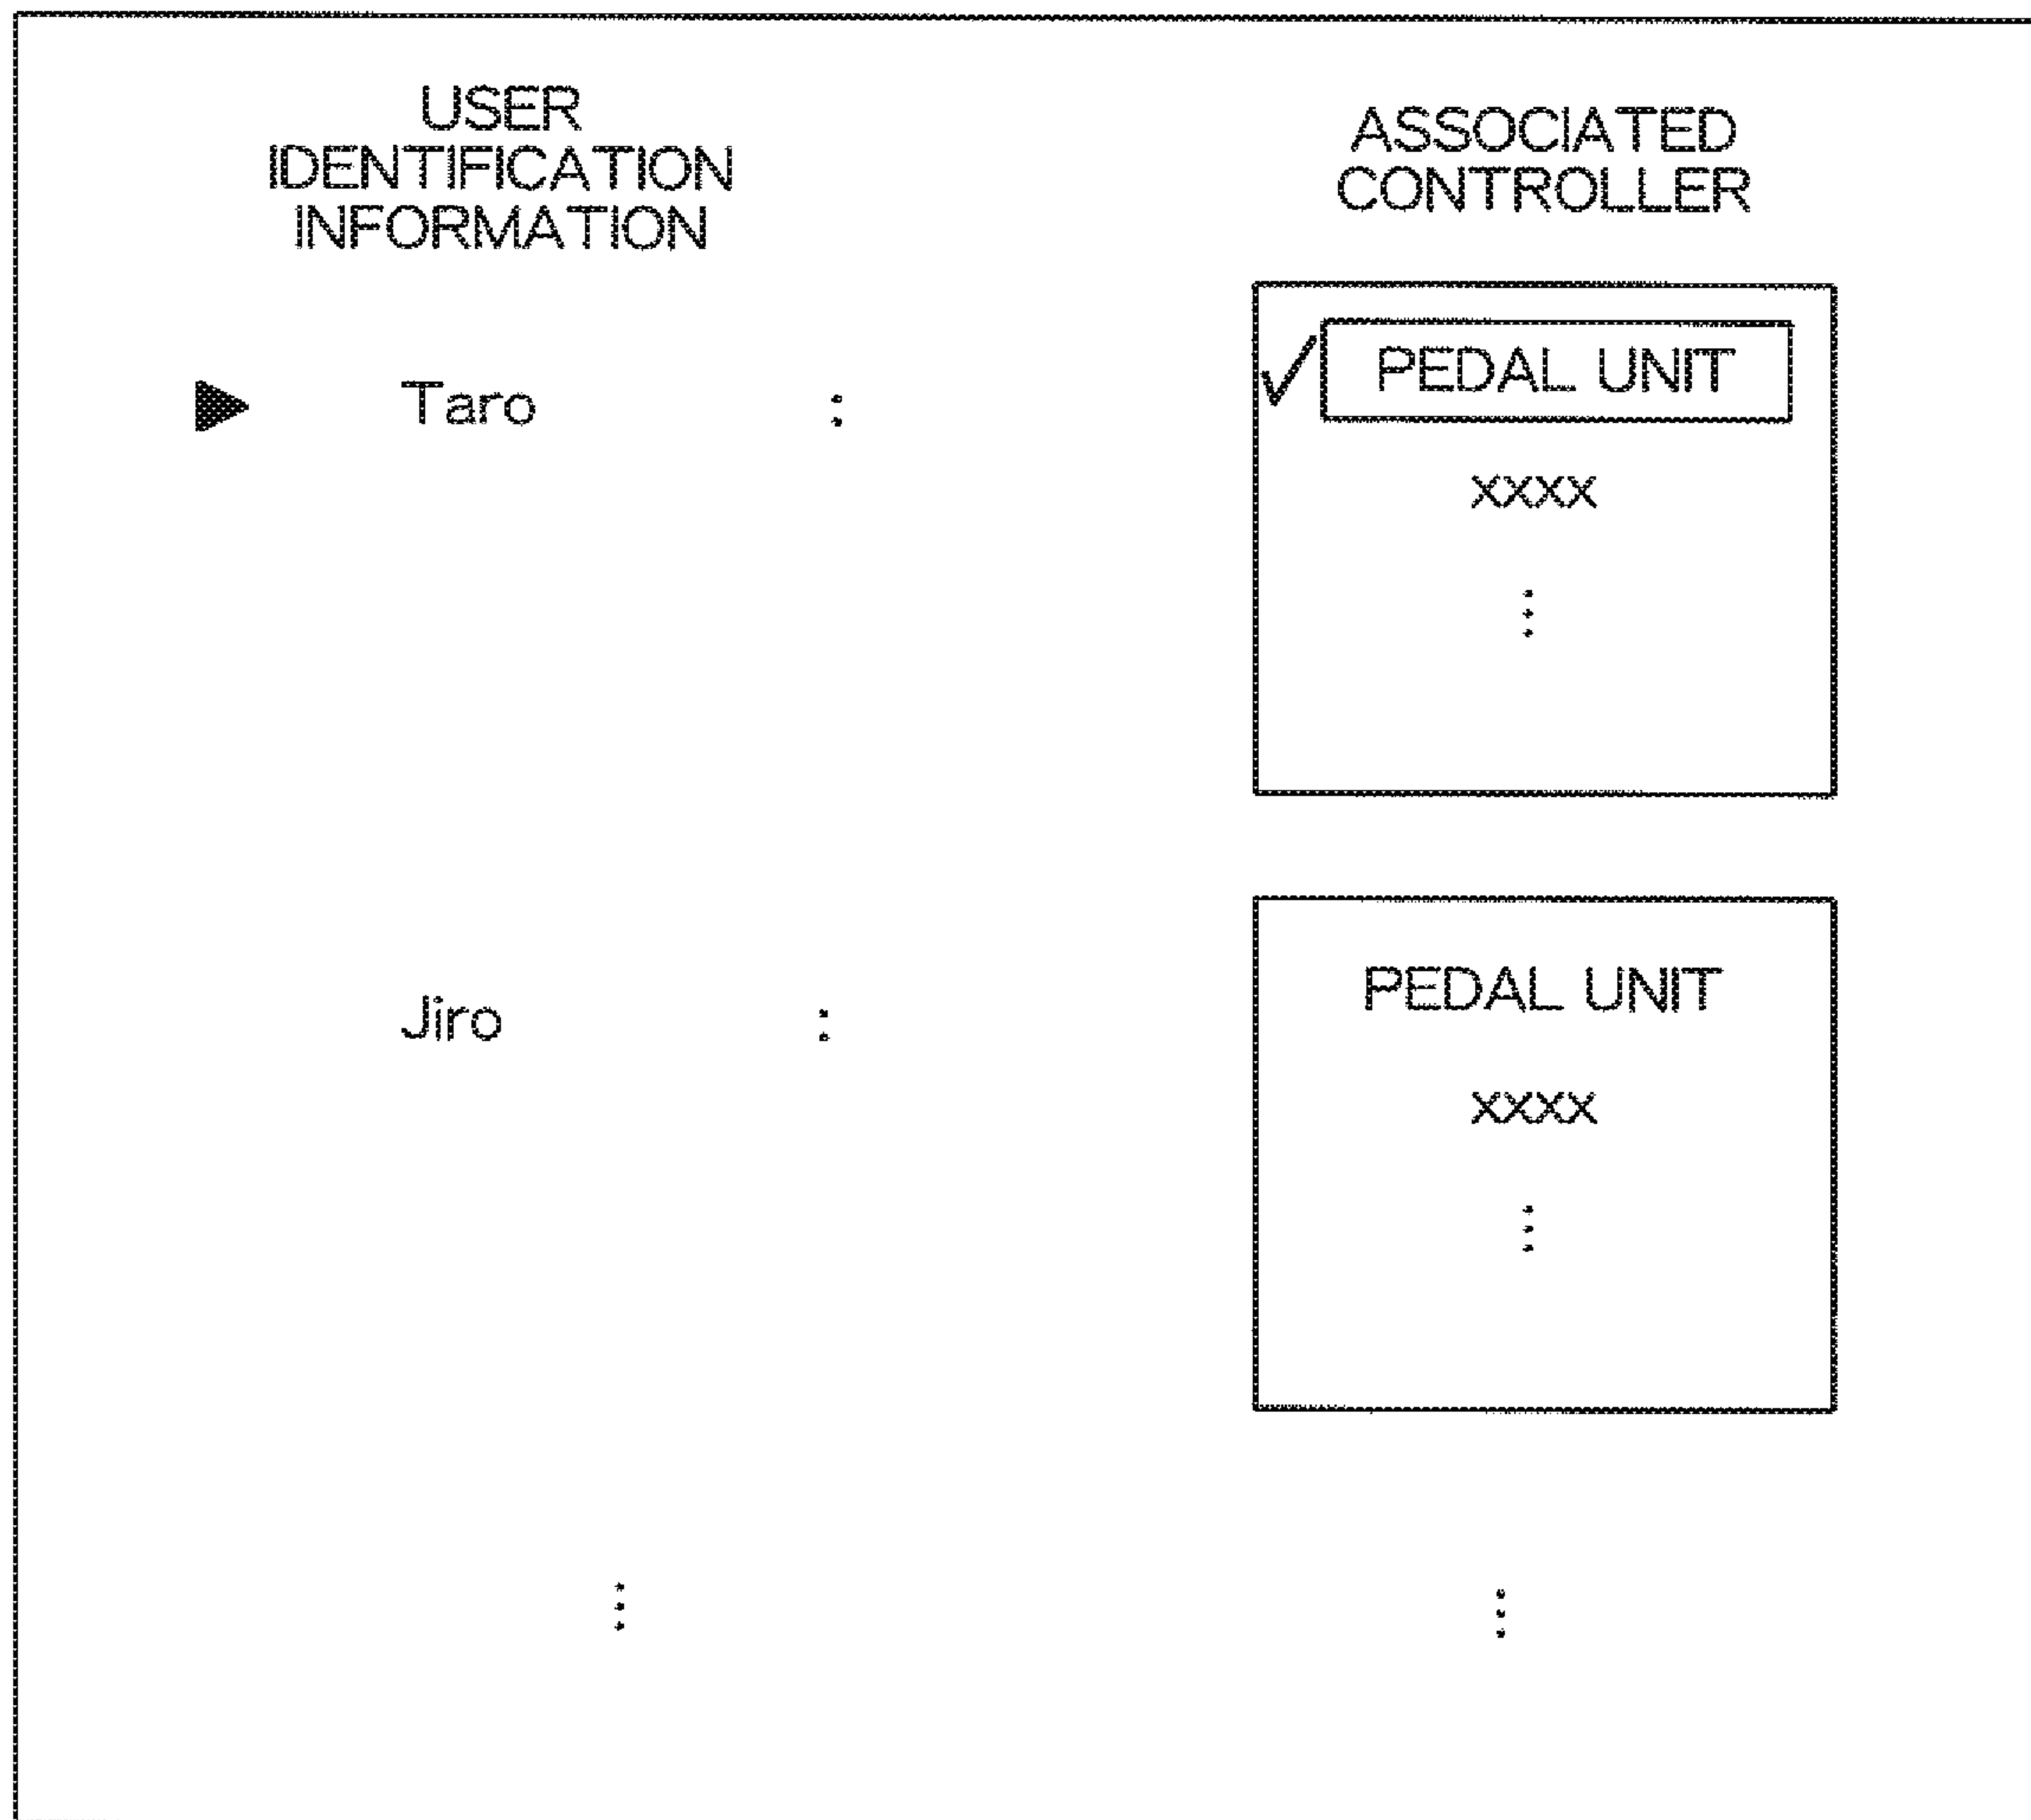 USER
IDENTIFICATION
INFORMATION
ASSOCIATED
CONTROLLER
Taro :
✓ PEDAL UNIT
xxxx
⋮
Jiro :
PEDAL UNIT
xxxx
⋮
⋮ ⋮